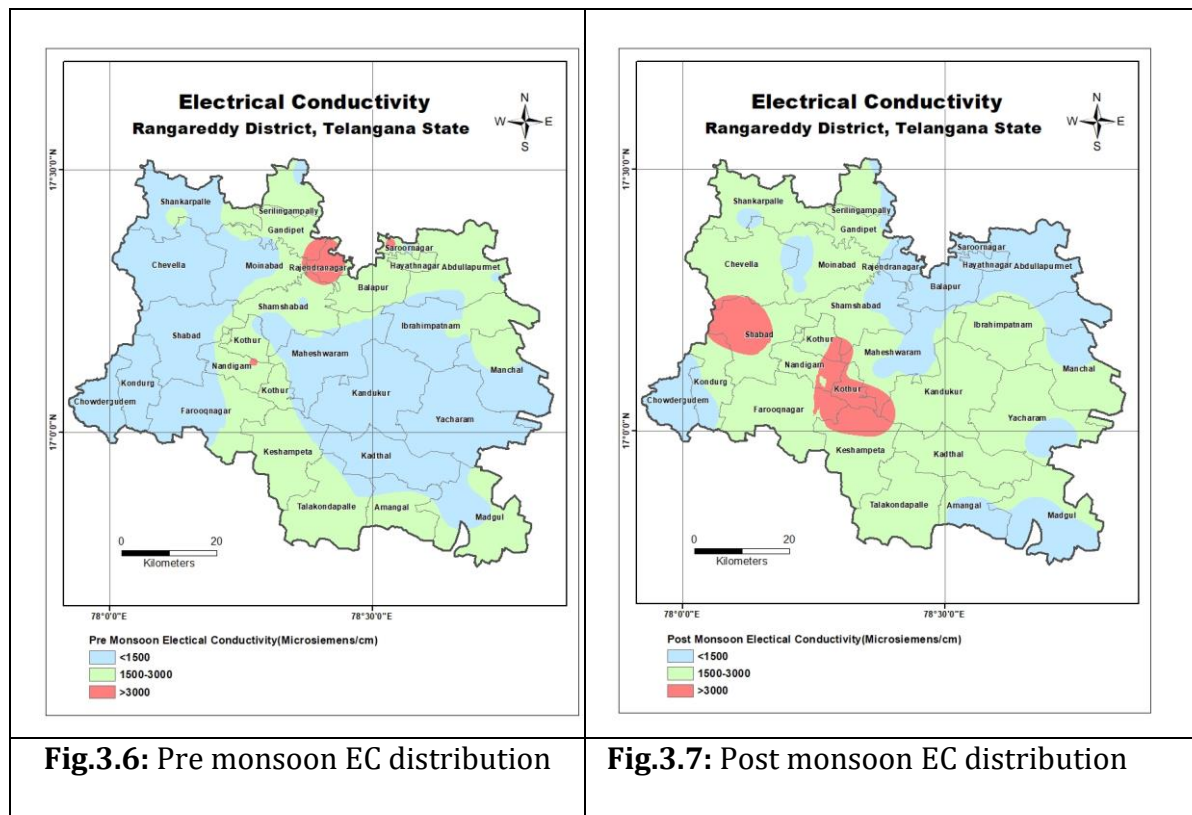 Electrical Conductivity
Rangareddy District, Telangana State
N
W E
S
17°30'0"N
17°0'0"N
Shankarpalle
Serilingampally
Gandipet
Chevella
Moinabad
Rajendranagar
Saroornagar
Hayathnagar
Abdullapurmet
Balapur
Shamshabad
Ibrahimpatnam
Shabad
Kothur
Maheshwaram
Nandigam
Manchal
Kondurg
Kothur
Kandukur
Chowdergudem
Farooqnagar
Yacharam
Keshampeta
Kadthal
Talakondapalle
Amangal
Madgul
0 20
Kilometers
78°0'0"E
78°30'0"E
Pre Monsoon Electical Conductivity(Microsiemens/cm)
<1500
1500-3000
>3000
Fig.3.6: Pre monsoon EC distribution
Electrical Conductivity
Rangareddy District, Telangana State
N
W E
S
17°30'0"N
17°0'0"N
Shankarpalle
Serilingampally
Gandipet
Chevella
Moinabad
Rajendranagar
Saroornagar
Hayathnagar
Abdullapurmet
Balapur
Shamshabad
Ibrahimpatnam
Shabad
Kothur
Maheshwaram
Nandigam
Manchal
Kondurg
Kothur
Kandukur
Chowdergudem
Farooqnagar
Yacharam
Keshampeta
Kadthal
Talakondapalle
Amangal
Madgul
0 20
Kilometers
78°0'0"E
78°30'0"E
Post Monsoon Electical Conductivity(Microsiemens/cm)
<1500
1500-3000
>3000
Fig.3.7: Post monsoon EC distribution